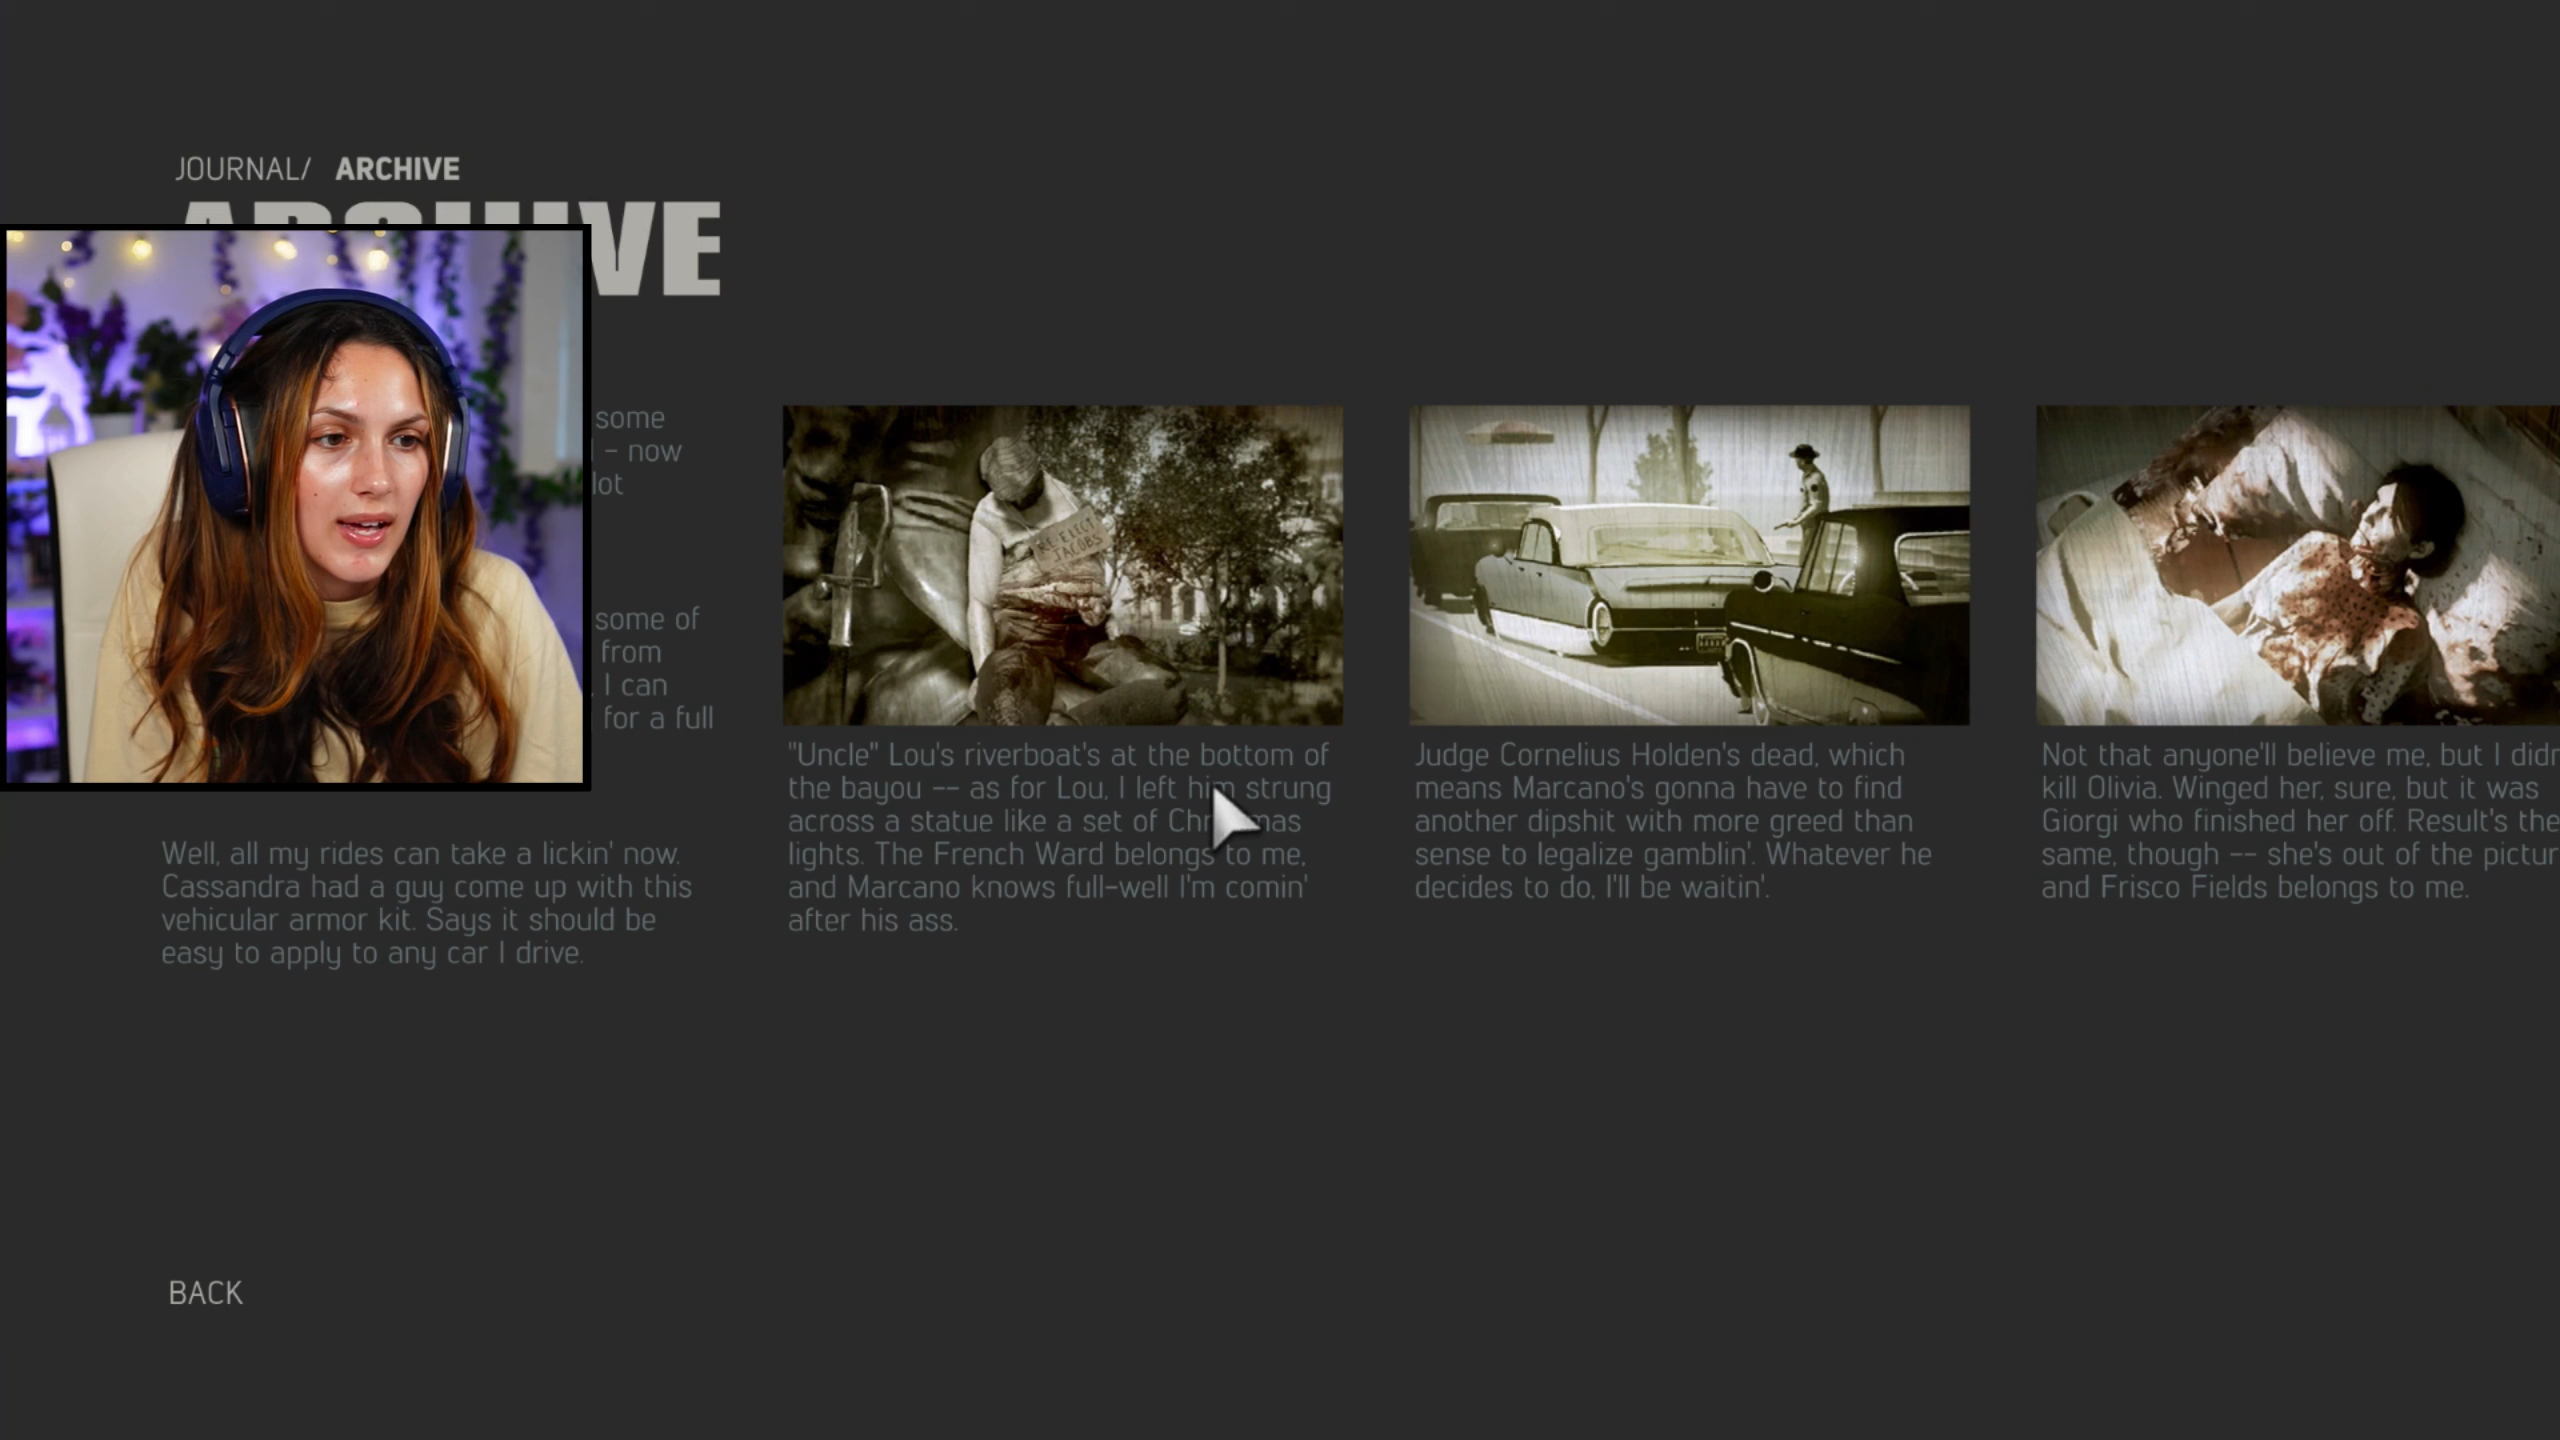 JOURNAL/ ARCHIVE
ARCHIVE
some
- now
lot
some of
from
I can
for a full
Well, all my rides can take a lickin' now.
Cassandra had a guy come up with this
vehicular armor kit. Says it should be
easy to apply to any car I drive.
RE-ELECT
JACOBS
"Uncle" Lou's riverboat's at the bottom of
the bayou -- as for Lou, I left him strung
across a statue like a set of Christmas
lights. The French Ward belongs to me,
and Marcano knows full-well I'm comin'
after his ass.
Judge Cornelius Holden's dead, which
means Marcano's gonna have to find
another dipshit with more greed than
sense to legalize gamblin'. Whatever he
decides to do, I'll be waitin'.
Not that anyone'll believe me, but I didn
kill Olivia. Winged her, sure, but it was
Giorgi who finished her off. Result's the
same, though -- she's out of the pictur
and Frisco Fields belongs to me.
BACK